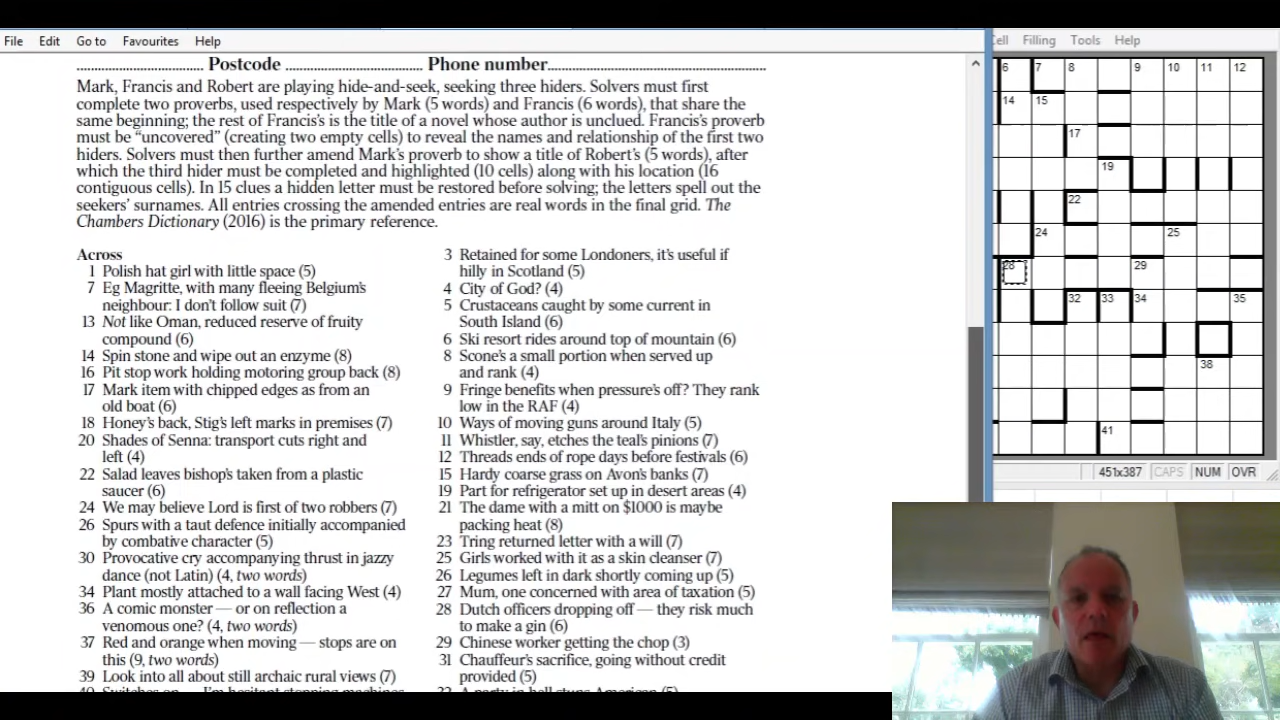 File Edit Go to Favourites Help
Cell Filling Tools Help
................................. Postcode ..................................... Phone number.........................................................
Mark, Francis and Robert are playing hide-and-seek, seeking three hiders. Solvers must first
complete two proverbs, used respectively by Mark (5 words) and Francis (6 words), that share the
same beginning; the rest of Francis's is the title of a novel whose author is unclued. Francis's proverb
must be “uncovered” (creating two empty cells) to reveal the names and relationship of the first two
hiders. Solvers must then further amend Mark's proverb to show a title of Robert's (5 words), after
which the third hider must be completed and highlighted (10 cells) along with his location (16
contiguous cells). In 15 clues a hidden letter must be restored before solving; the letters spell out the
seekers' surnames. All entries crossing the amended entries are real words in the final grid. The
Chambers Dictionary (2016) is the primary reference.
Across
1 Polish hat girl with little space (5)
7 Eg Magritte, with many fleeing Belgium's
neighbour: I don't follow suit (7)
13 Not like Oman, reduced reserve of fruity
compound (6)
14 Spin stone and wipe out an enzyme (8)
16 Pit stop work holding motoring group back (8)
17 Mark item with chipped edges as from an
old boat (6)
18 Honey's back, Stig's left marks in premises (7)
20 Shades of Senna: transport cuts right and
left (4)
22 Salad leaves bishop's taken from a plastic
saucer (6)
24 We may believe Lord is first of two robbers (7)
26 Spurs with a taut defence initially accompanied
by combative character (5)
30 Provocative cry accompanying thrust in jazzy
dance (not Latin) (4, two words)
34 Plant mostly attached to a wall facing West (4)
36 A comic monster — or on reflection a
venomous one? (4, two words)
37 Red and orange when moving — stops are on
this (9, two words)
39 Look into all about still archaic rural views (7)
40 Switches on — I'm hesitant stopping machines
3 Retained for some Londoners, it's useful if
hilly in Scotland (5)
4 City of God? (4)
5 Crustaceans caught by some current in
South Island (6)
6 Ski resort rides around top of mountain (6)
8 Scone's a small portion when served up
and rank (4)
9 Fringe benefits when pressure's off? They rank
low in the RAF (4)
10 Ways of moving guns around Italy (5)
11 Whistler, say, etches the teal's pinions (7)
12 Threads ends of rope days before festivals (6)
15 Hardy coarse grass on Avon's banks (7)
19 Part for refrigerator set up in desert areas (4)
21 The dame with a mitt on $1000 is maybe
packing heat (8)
23 Tring returned letter with a will (7)
25 Girls worked with it as a skin cleanser (7)
26 Legumes left in dark shortly coming up (5)
27 Mum, one concerned with area of taxation (5)
28 Dutch officers dropping off — they risk much
to make a gin (6)
29 Chinese worker getting the chop (3)
31 Chauffeur's sacrifice, going without credit
provided (5)
32 A party in hell stuns American (5)
6 7 8 9 10 11 12
14 15
17
19
22
24 25
28 29
32 33 34 35
38
41
451x387 CAPS NUM OVR